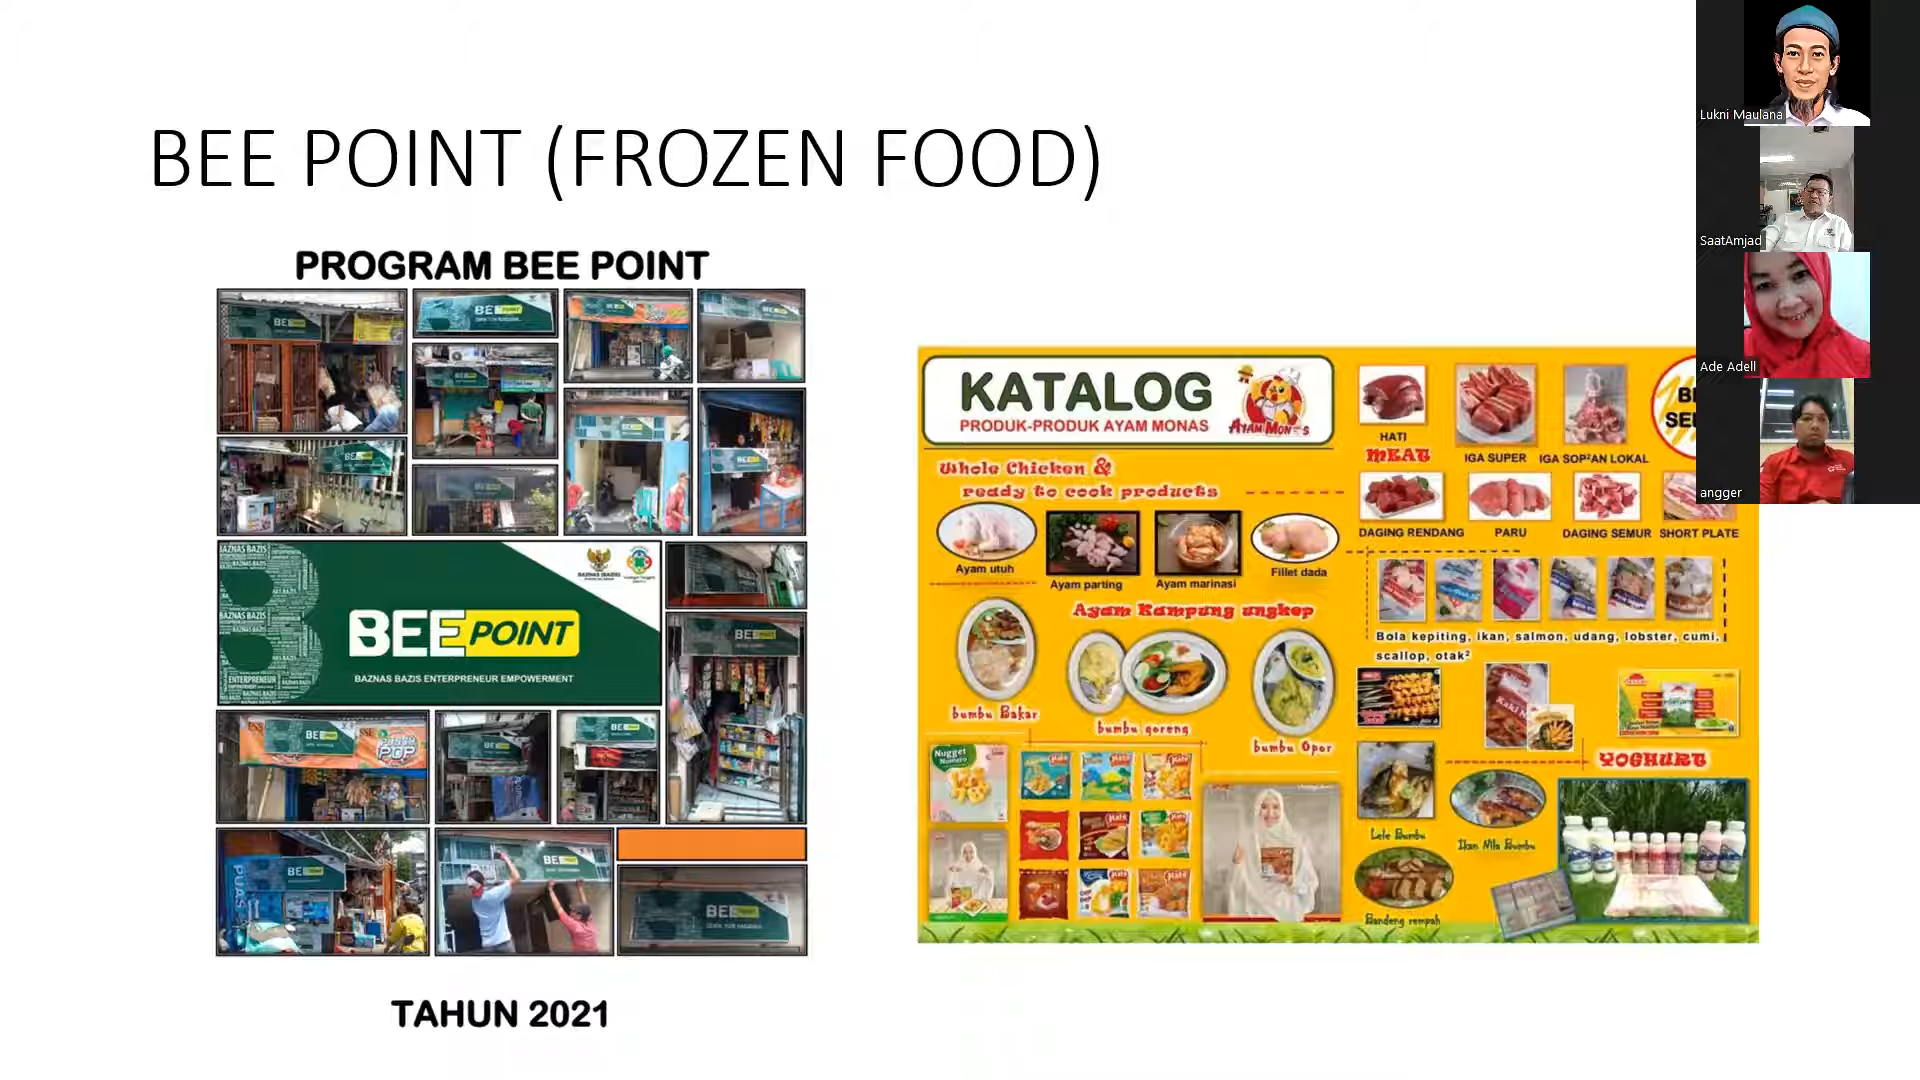 BEE POINT (FROZEN FOOD)
PROGRAM BEE POINT
BAZNAS BAZIS
ENTREPRENEUR
BEE POINT
BAZNAS BAZIS ENTERPRENEUR EMPOWERMENT
PUNCH
POP
TAHUN 2021
KATALOG
PRODUK-PRODUK AYAM MONAS
Whole Chicken &
ready to cook products
Ayam utuh
Ayam parting
Ayam marinasi
Fillet dada
Ayam Kampung ungkep
bumbu Bakar
bumbu goreng
bumbu Opor
Nugget
HATI
MEAT
IGA SUPER
IGA SOP²AN LOKAL
DAGING RENDANG
PARU
DAGING SEMUR
SHORT PLATE
Bola kepiting, ikan, salmon, udang, lobster, cumi,
scallop, otak²
YOGHURT
Lele Bumbu
Ikan Nila Bumbu
Bandeng rempah
Lukni Maulana
SaatAmjad
Ade Adell
angger